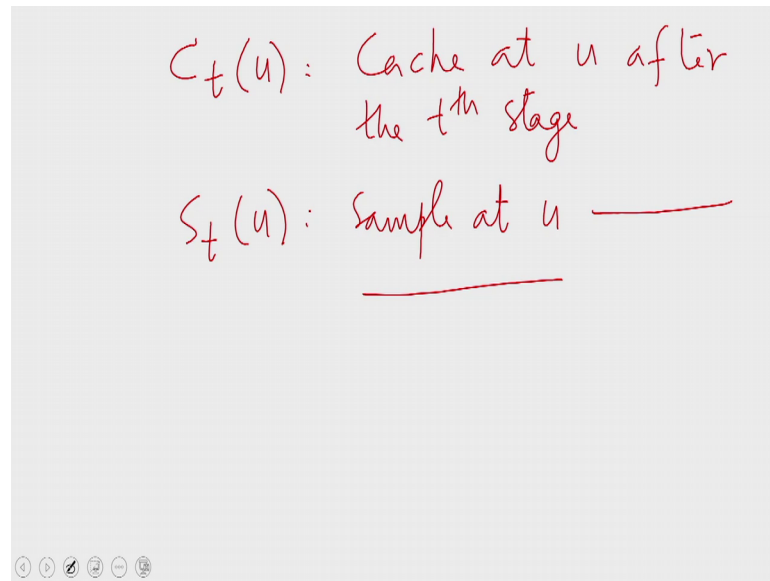 C_t(u): Cache at u after
the t^th stage
S_t(u): Sample at u